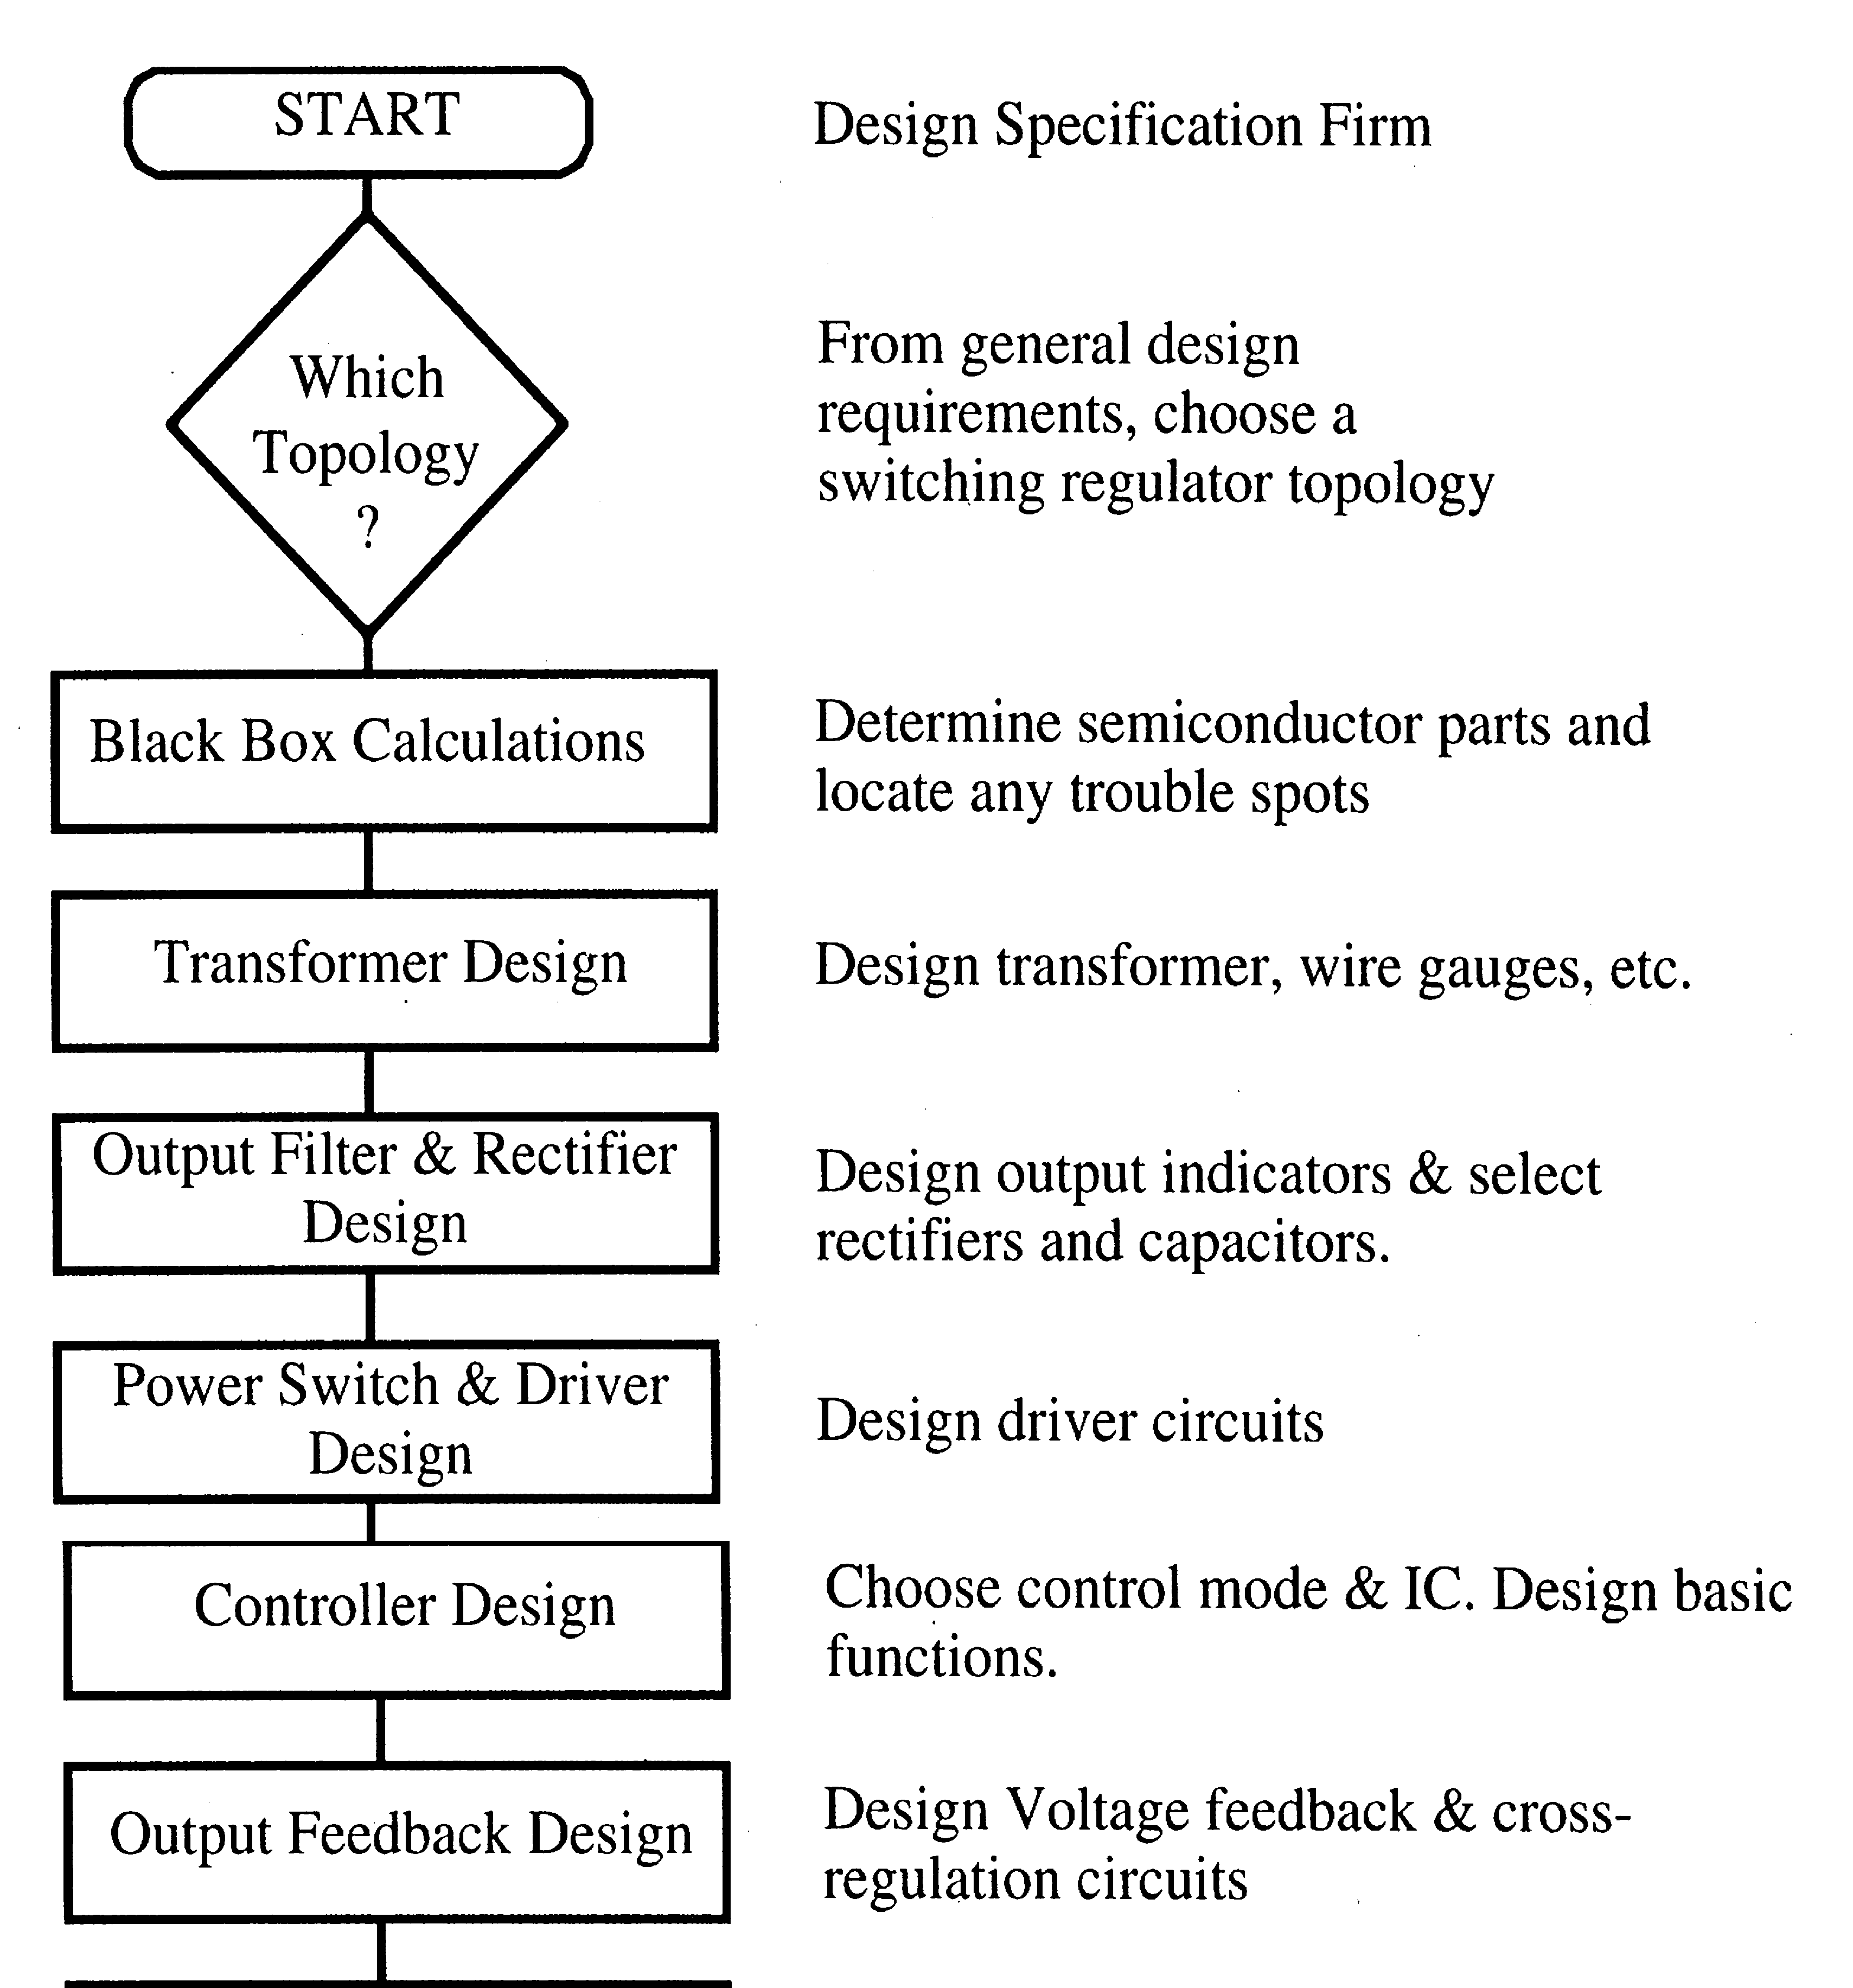 START
Design Specification Firm
Which
Topology
?
From general design
requirements, choose a
switching regulator topology
Black Box Calculations
Determine semiconductor parts and
locate any trouble spots
Transformer Design
Design transformer, wire gauges, etc.
Output Filter & Rectifier
Design
Design output indicators & select
rectifiers and capacitors.
Power Switch & Driver
Design
Design driver circuits
Controller Design
Choose control mode & IC. Design basic
functions.
Output Feedback Design
Design Voltage feedback & cross-
regulation circuits